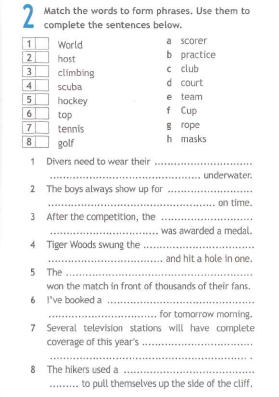 2 Match the words to form phrases. Use them to
complete the sentences below.
1 World a scorer
2 host b practice
3 climbing c club
4 scuba d court
5 hockey e team
6 top f Cup
7 tennis g rope
8 golf h masks
1 Divers need to wear their ..............................
.............................................. underwater.
2 The boys always show up for ..........................
.................................................. on time.
3 After the competition, the ............................
................................ was awarded a medal.
4 Tiger Woods swung the ..................................
.................................. and hit a hole in one.
5 The .........................................................
won the match in front of thousands of their fans.
6 I've booked a .............................................
................................. for tomorrow morning.
7 Several television stations will have complete
coverage of this year's ..................................
............................................................. .
8 The hikers used a ........................................
......... to pull themselves up the side of the cliff.